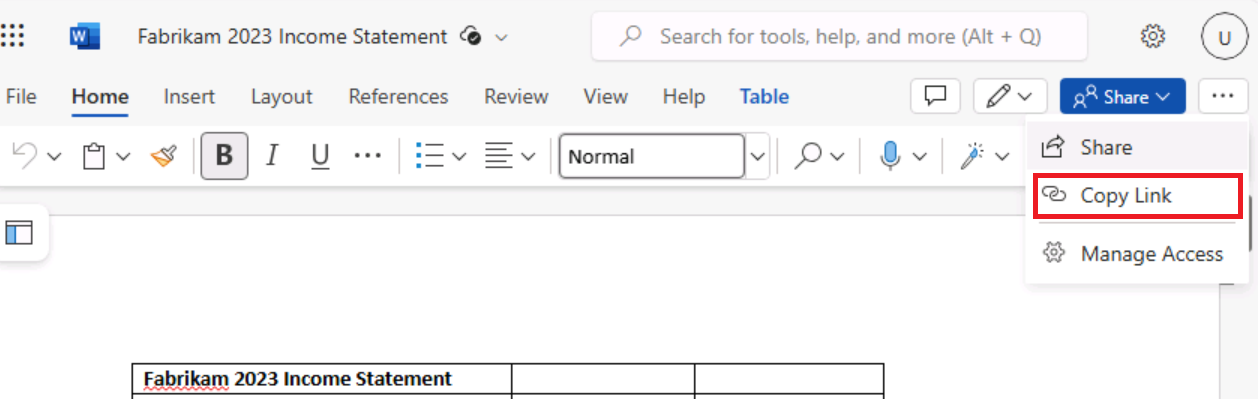 W Fabrikam 2023 Income Statement Search for tools, help, and more (Alt + Q) U
File Home Insert Layout References Review View Help Table Share
B I U Normal
Share
Copy Link
Manage Access
Fabrikam 2023 Income Statement